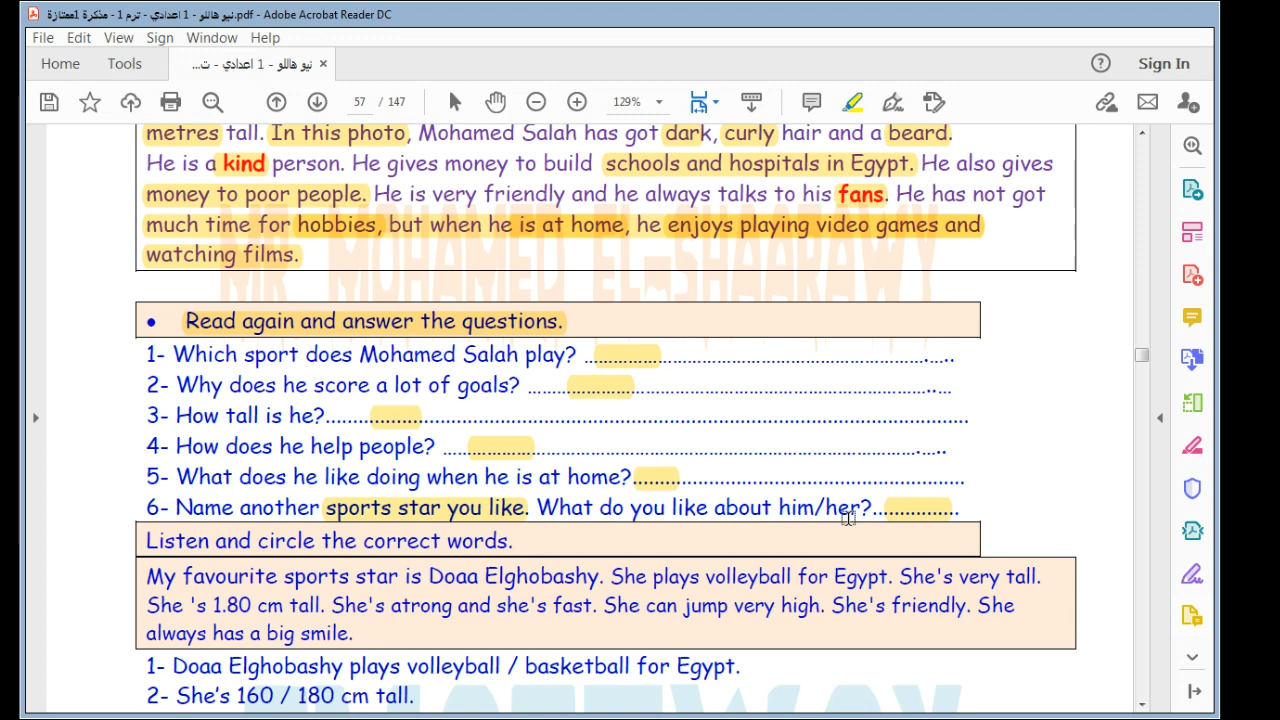 نيو هاللو - 1 اعدادي - ترم 1 - مذكرة 1ممتازة.pdf - Adobe Acrobat Reader DC
File Edit View Sign Window Help
Home Tools نيو هاللو - 1 اعدادي - ت... × Sign In
57 / 147 129%
metres tall. In this photo, Mohamed Salah has got dark, curly hair and a beard.
He is a kind person. He gives money to build schools and hospitals in Egypt. He also gives
money to poor people. He is very friendly and he always talks to his fans. He has not got
much time for hobbies, but when he is at home, he enjoys playing video games and
watching films.
MR MOHAMED EL-SHAARAWY
• Read again and answer the questions.
1- Which sport does Mohamed Salah play? ......................................................
2- Why does he score a lot of goals? ......................................................
3- How tall is he?......................................................
4- How does he help people? ......................................................
5- What does he like doing when he is at home?......................................................
6- Name another sports star you like. What do you like about him/her?..............
Listen and circle the correct words.
My favourite sports star is Doaa Elghobashy. She plays volleyball for Egypt. She's very tall.
She 's 1.80 cm tall. She's atrong and she's fast. She can jump very high. She's friendly. She
always has a big smile.
1- Doaa Elghobashy plays volleyball / basketball for Egypt.
2- She's 160 / 180 cm tall.